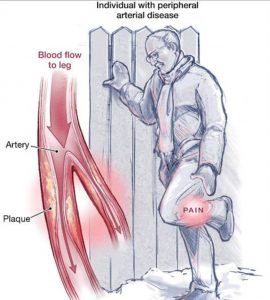 Individual with peripheral
arterial disease
Blood flow
to leg
Artery
Plaque
PAIN